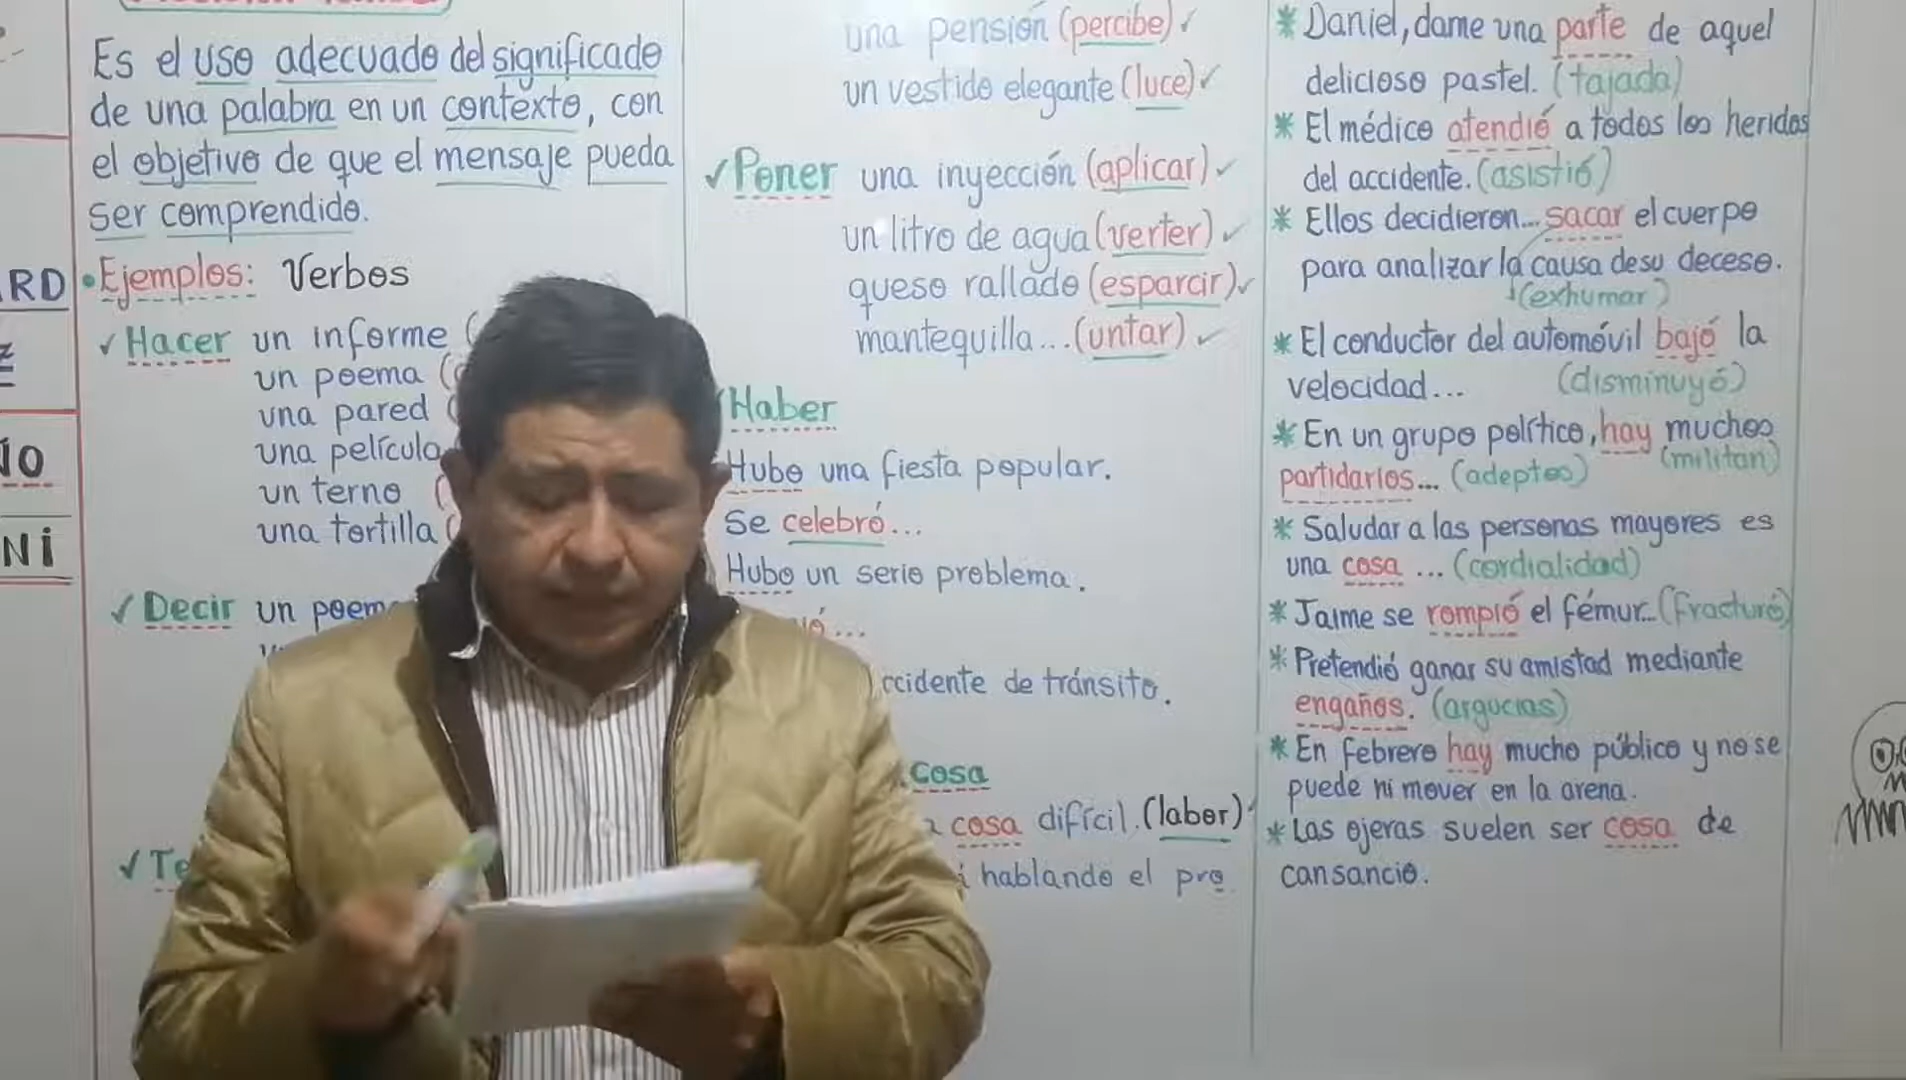 Es el uso adecuado del significado
de una palabra en un contexto, con
el objetivo de que el mensaje pueda
ser comprendido.
•Ejemplos: Verbos
✓Hacer un informe (
un poema (
una pared (
una película
un terno (
una tortilla (
✓Decir un poem
✓Te
RD
z
10
Ni
una pensión (percibe)✓
un vestido elegante (luce)✓
✓Poner una inyección (aplicar)✓
un litro de agua (verter)✓
queso rallado (esparcir)✓
mantequilla...(untar)✓
Haber
Hubo una fiesta popular.
Se celebró...
Hubo un serio problema.
ó...
ccidente de tránsito.
Cosa
cosa difícil. (labor)
hablando el pro
* Daniel, dame una parte de aquel
delicioso pastel. (tajada)
* El médico atendió a todos los heridos
del accidente. (asistió)
* Ellos decidieron... sacar el cuerpo
para analizar la causa de su deceso.
(exhumar)
* El conductor del automóvil bajó la
velocidad... (disminuyó)
* En un grupo político, hay muchos
partidarios... (adeptos) (militan)
* Saludar a las personas mayores es
una cosa ... (cordialidad)
* Jaime se rompió el fémur... (fracturó)
* Pretendió ganar su amistad mediante
engaños. (argucias)
* En febrero hay mucho público y no se
puede ni mover en la arena.
* Las ojeras suelen ser cosa de
cansancio.